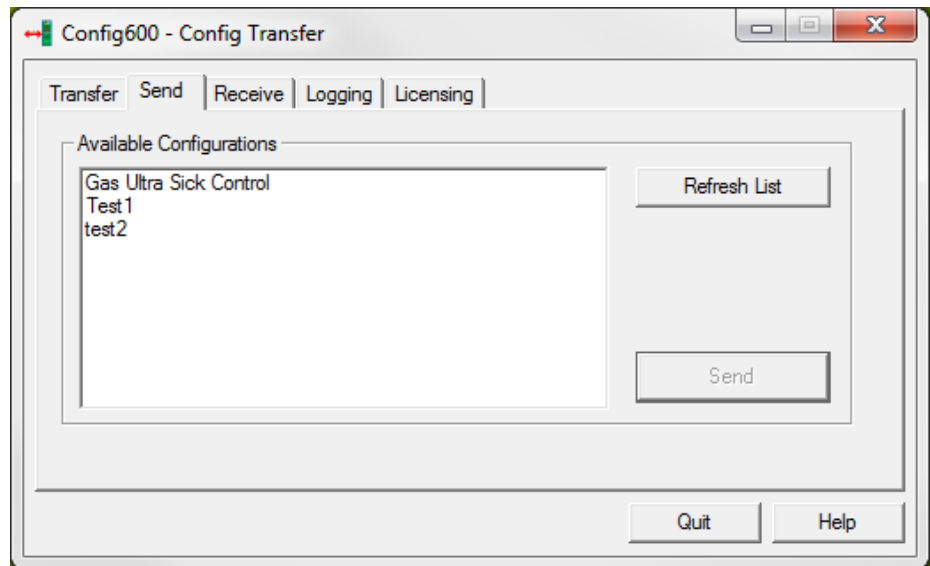 Config600 - Config Transfer
Transfer Send Receive Logging Licensing
Available Configurations
Gas Ultra Sick Control
Test1
test2
Refresh List
Send
Quit Help